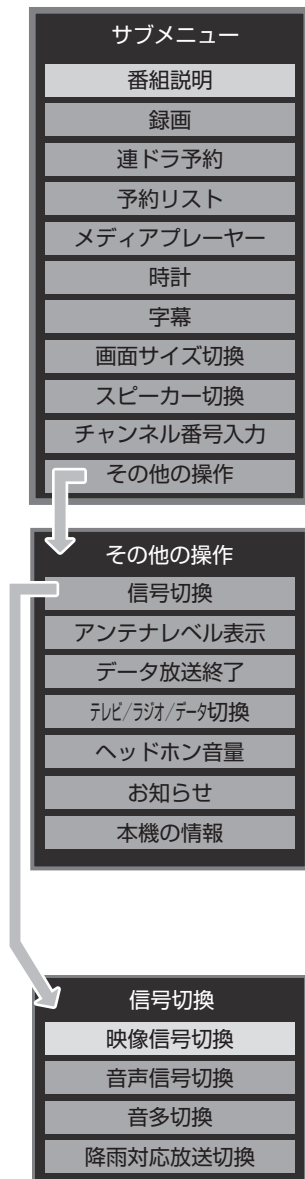 サブメニュー
番組説明
録画
連ドラ予約
予約リスト
メディアプレーヤー
時計
字幕
画面サイズ切換
スピーカー切換
チャンネル番号入力
その他の操作
その他の操作
信号切換
アンテナレベル表示
データ放送終了
ﾃﾚﾋﾞ/ﾗｼﾞｵ/ﾃﾞｰﾀ切換
ヘッドホン音量
お知らせ
本機の情報
信号切換
映像信号切換
音声信号切換
音多切換
降雨対応放送切換